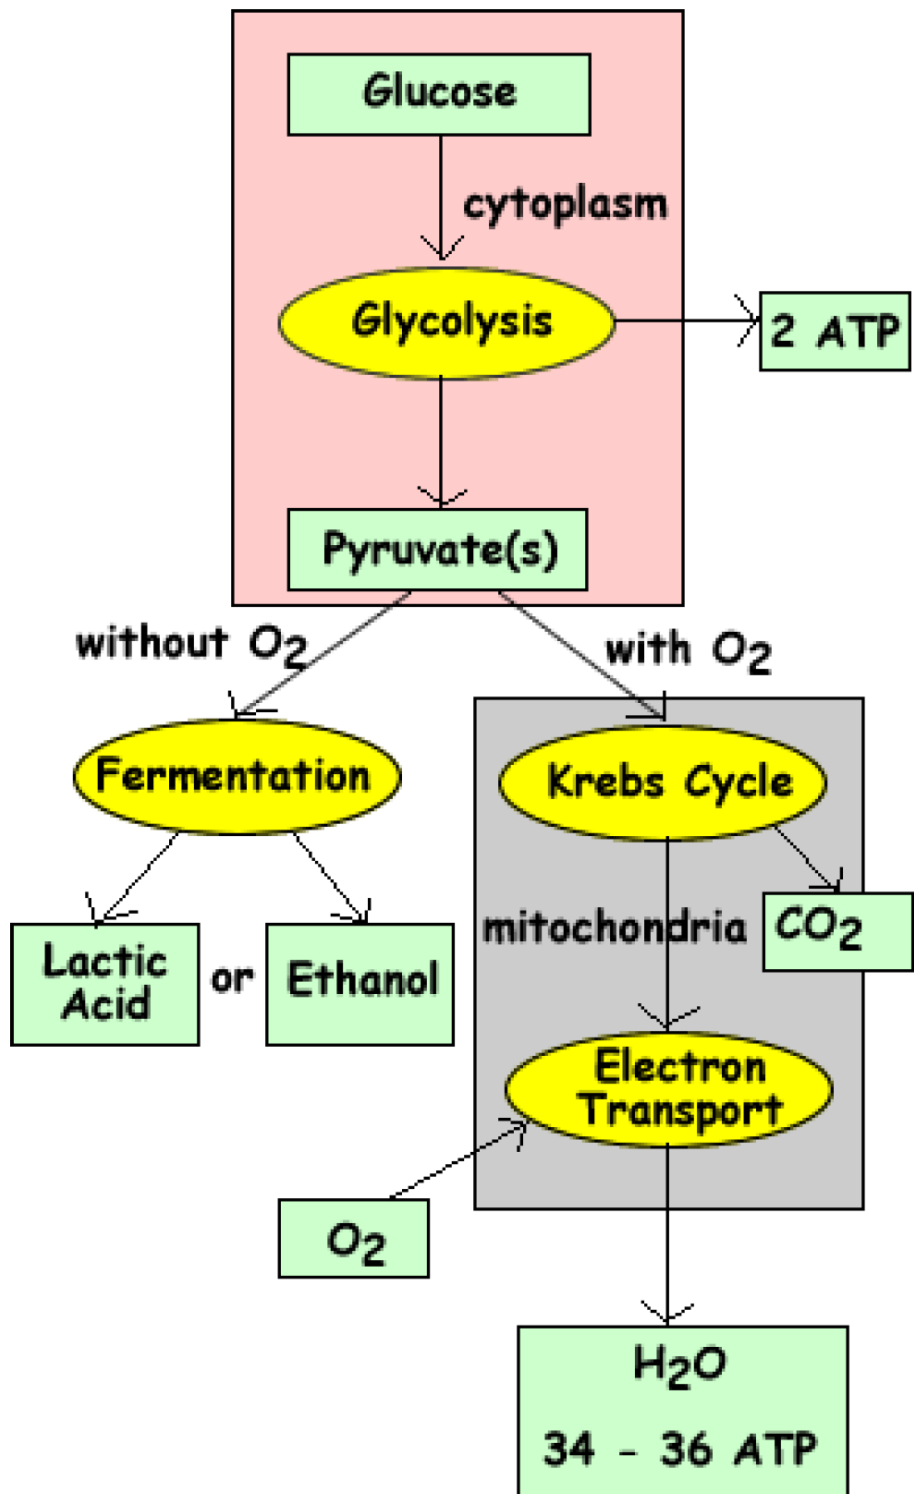 Glucose
cytoplasm
Glycolysis
2 ATP
Pyruvate(s)
without O₂
with O₂
Fermentation
Krebs Cycle
mitochondria
CO₂
Lactic
Acid
or
Ethanol
Electron
Transport
O₂
H₂O
34 - 36 ATP